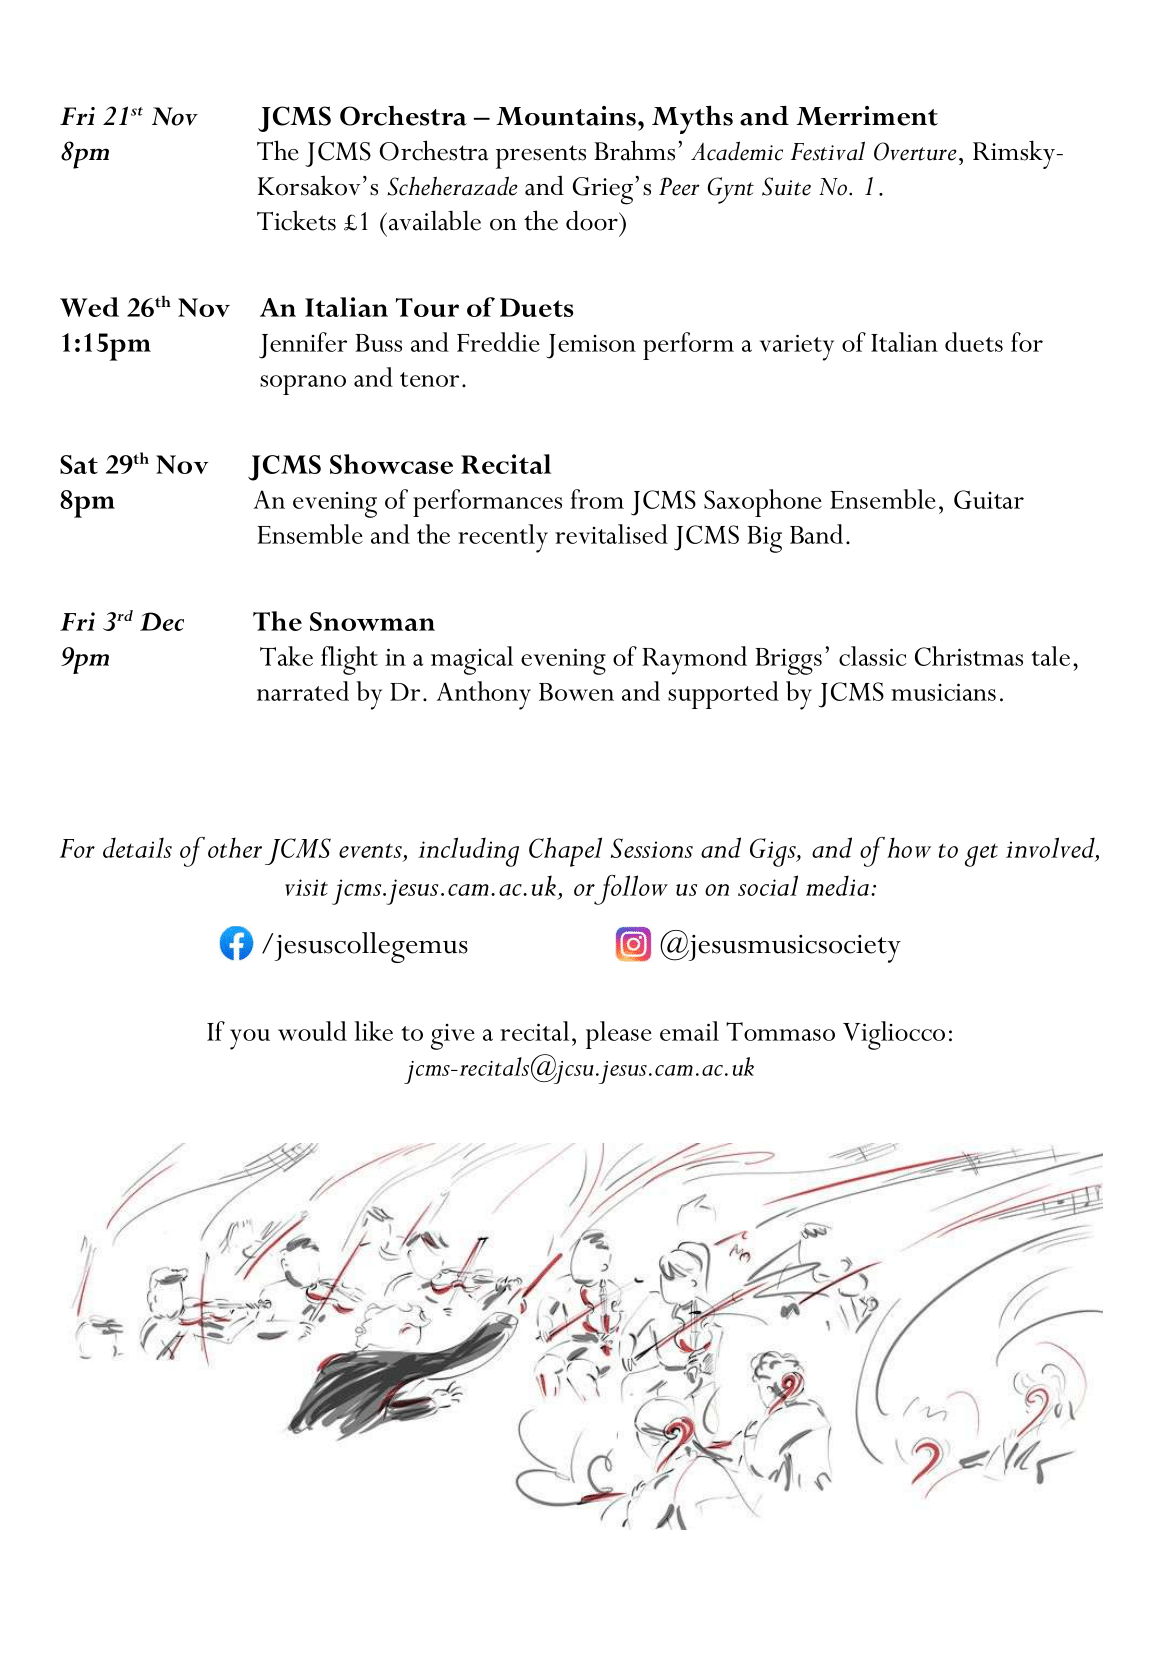 Fri 21st Nov JCMS Orchestra – Mountains, Myths and Merriment
8pm The JCMS Orchestra presents Brahms’ Academic Festival Overture, Rimsky-
Korsakov’s Scheherazade and Grieg’s Peer Gynt Suite No. 1.
Tickets £1 (available on the door)
Wed 26th Nov An Italian Tour of Duets
1:15pm Jennifer Buss and Freddie Jemison perform a variety of Italian duets for
soprano and tenor.
Sat 29th Nov JCMS Showcase Recital
8pm An evening of performances from JCMS Saxophone Ensemble, Guitar
Ensemble and the recently revitalised JCMS Big Band.
Fri 3rd Dec The Snowman
9pm Take flight in a magical evening of Raymond Briggs’ classic Christmas tale,
narrated by Dr. Anthony Bowen and supported by JCMS musicians.
For details of other JCMS events, including Chapel Sessions and Gigs, and of how to get involved,
visit jcms.jesus.cam.ac.uk, or follow us on social media:
/jesuscollegemus @jesusmusicsociety
If you would like to give a recital, please email Tommaso Vigliocco:
jcms-recitals@jcsu.jesus.cam.ac.uk